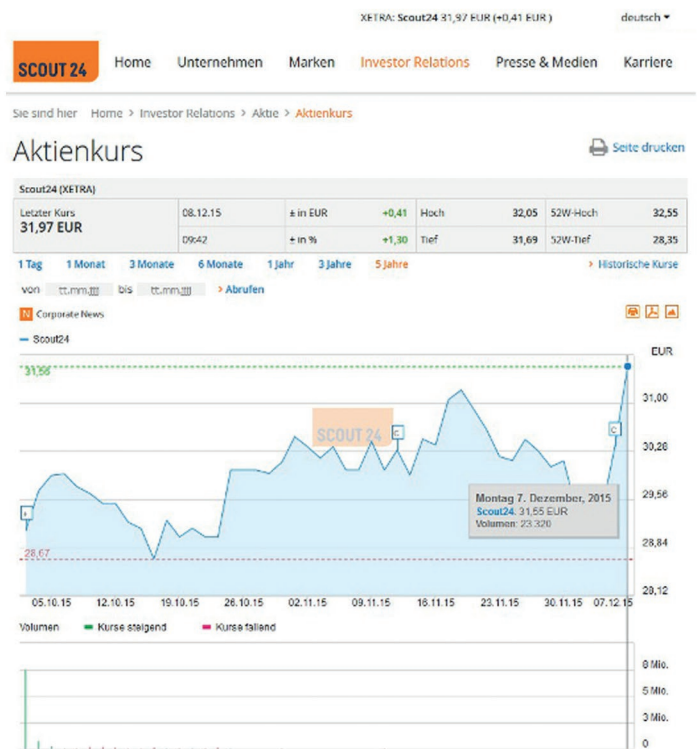 XETRA: Scout24 31,97 EUR (+0,41 EUR ) deutsch
SCOUT 24 Home Unternehmen Marken Investor Relations Presse & Medien Karriere
Sie sind hier Home > Investor Relations > Aktie > Aktienkurs
Aktienkurs Seite drucken
Scout24 (XETRA)
Letzter Kurs 08.12.15 ± in EUR +0,41 Hoch 32,05 52W-Hoch 32,55
31,97 EUR
09:42 ± in % +1,30 Tief 31,69 52W-Tief 28,35
1 Tag 1 Monat 3 Monate 6 Monate 1 Jahr 3 Jahre 5 Jahre > Historische Kurse
von tt.mm.jjjj bis tt.mm.jjjj > Abrufen
N Corporate News
Scout24
EUR
31,56
31,00
SCOUT 24 C C
30,26
Montag 7. Dezember, 2015
29,56
Scout24: 31,55 EUR
Volumen: 23.320
28,84
28,67
28,12
05.10.15 12.10.15 19.10.15 26.10.15 02.11.15 09.11.15 16.11.15 23.11.15 30.11.15 07.12.15
Volumen Kurse steigend Kurse fallend
8 Mio.
5 Mio.
3 Mio.
0